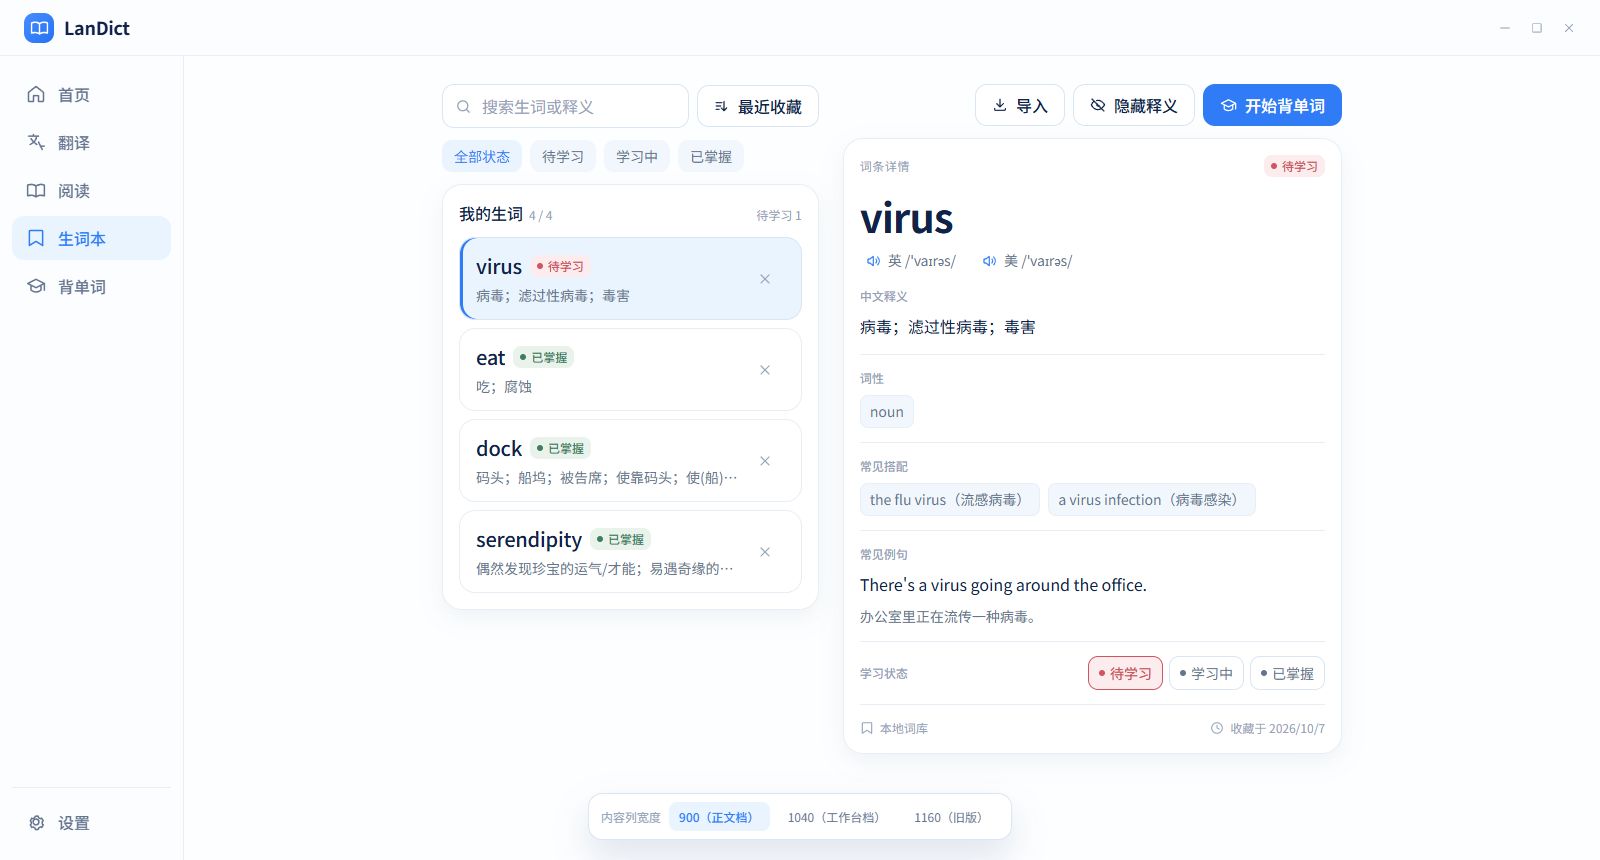 LanDict
首页
翻译
阅读
生词本
背单词
设置
搜索生词或释义
最近收藏
导入
隐藏释义
开始背单词
全部状态
待学习
学习中
已掌握
我的生词 4 / 4
待学习 1
virus 待学习
病毒；滤过性病毒；毒害
eat 已掌握
吃；腐蚀
dock 已掌握
码头；船坞；被告席；使靠码头；使(船)…
serendipity 已掌握
偶然发现珍宝的运气/才能；易遇奇缘的…
词条详情
待学习
virus
英 /'vaɪrəs/
美 /'vaɪrəs/
中文释义
病毒；滤过性病毒；毒害
词性
noun
常见搭配
the flu virus（流感病毒）
a virus infection（病毒感染）
常见例句
There's a virus going around the office.
办公室里正在流传一种病毒。
学习状态
待学习
学习中
已掌握
本地词库
收藏于 2026/10/7
内容列宽度
900（正文档）
1040（工作台档）
1160（旧版）